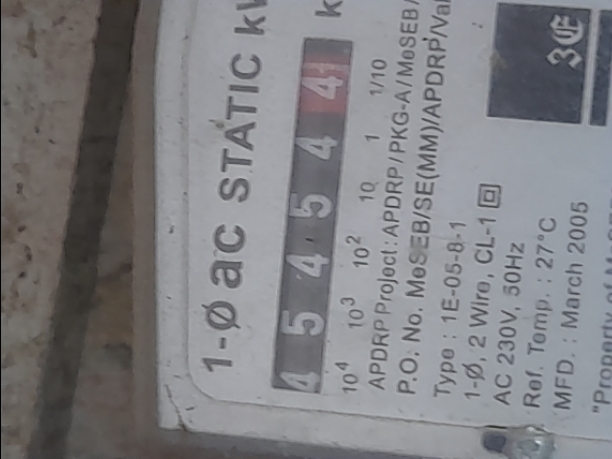 1-Ø ac STATIC
4 5 4 5 4 4
10⁴ 10³ 10² 10 1 1/10
APDRP Project : APDRP / PKG-A / MeSEB/
P.O. No. MeSEB/SE(MM)/APDRP/Val
Type : 1E-05-8-1
1-Ø, 2 Wire, CL-1
AC 230V, 50Hz
Ref. Temp. : 27°C
MFD. : March 2005